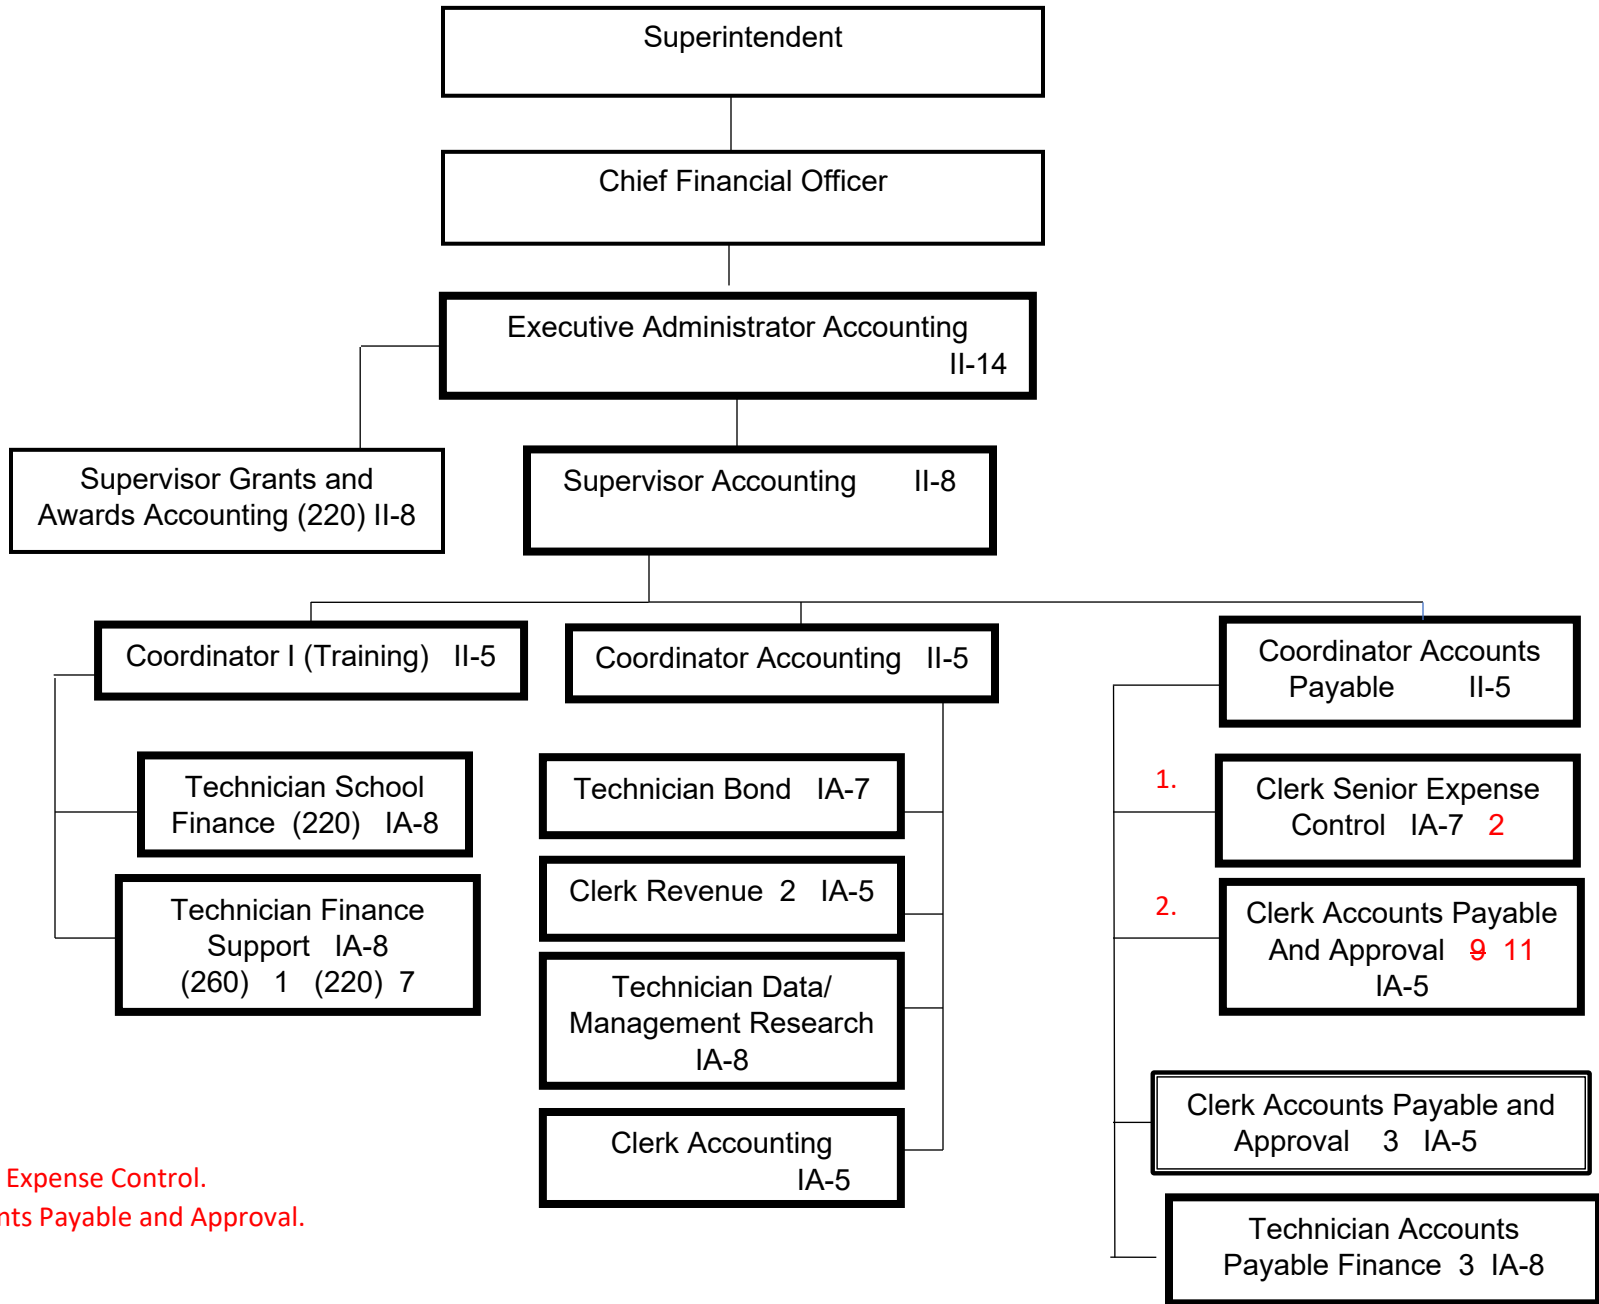 Superintendent
Chief Financial Officer
Executive Administrator Accounting
II-14
Supervisor Grants and
Awards Accounting (220) II-8
Supervisor Accounting II-8
Coordinator I (Training) II-5
Technician School
Finance (220) IA-8
Technician Finance
Support IA-8
(260) 1 (220) 7
Coordinator Accounting II-5
Technician Bond IA-7
Clerk Revenue 2 IA-5
Technician Data/
Management Research
IA-8
Clerk Accounting
IA-5
Coordinator Accounts
Payable II-5
1.
Clerk Senior Expense
Control IA-7 2
2.
Clerk Accounts Payable
And Approval 9 11
IA-5
Clerk Accounts Payable and
Approval 3 IA-5
Technician Accounts
Payable Finance 3 IA-8
Expense Control.
Payable and Approval.